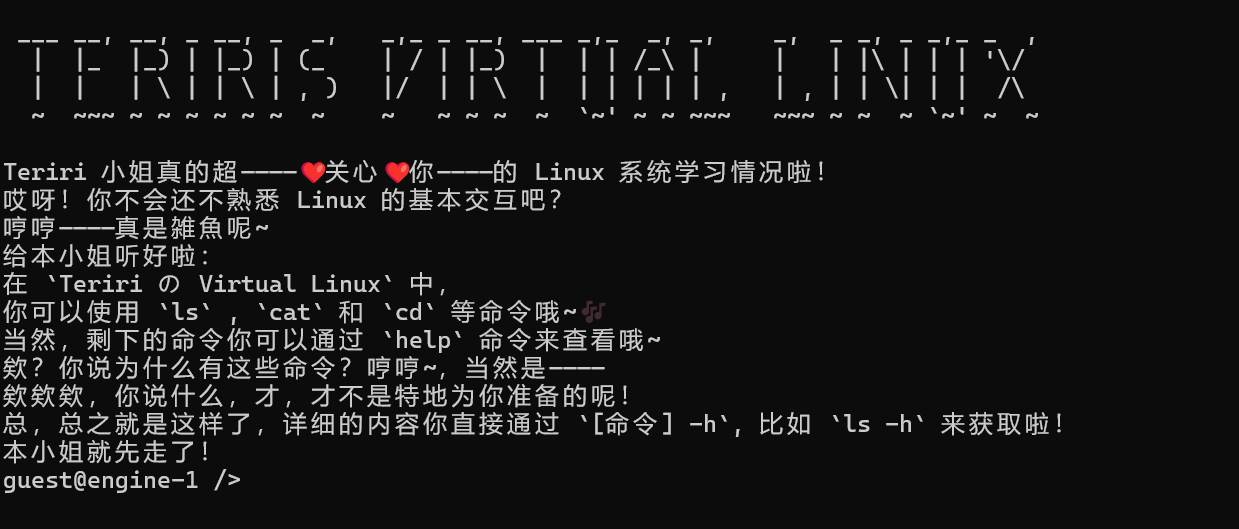 TERIRIS VIRTUAL LINUX
Teriri 小姐真的超————❤️关心 ❤️你————的 Linux 系统学习情况啦！
哎呀！你不会还不熟悉 Linux 的基本交互吧？
哼哼————真是雑魚呢~
给本小姐听好啦：
在 `Teriri の Virtual Linux` 中，
你可以使用 `ls` ，`cat` 和 `cd` 等命令哦~🎶
当然，剩下的命令你可以通过 `help` 命令来查看哦~
欸？你说为什么有这些命令？哼哼~，当然是————
欸欸欸，你说什么，才，才不是特地为你准备的呢！
总，总之就是这样了，详细的内容你直接通过 `[命令] -h`, 比如 `ls -h` 来获取啦！
本小姐就先走了！
guest@engine-1 />